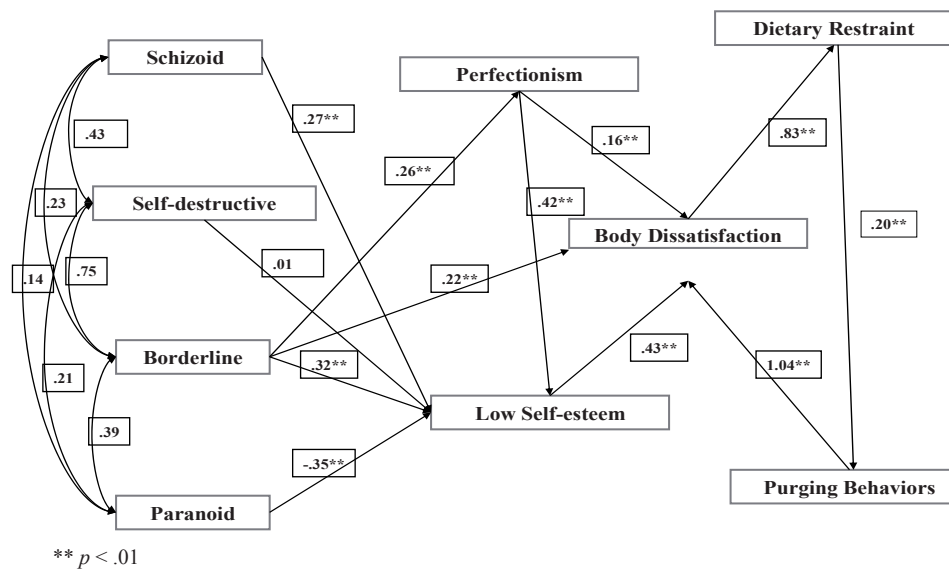 Dietary Restraint
Schizoid
Perfectionism
.27**
.43
.83**
.16**
.26**
Self-destructive
.23
.42**
.20**
Body Dissatisfaction
.01
.14
.75
.22**
Borderline
.32**
.43**
1.04**
.21
Low Self-esteem
.39
-.35**
Purging Behaviors
Paranoid
** p < .01